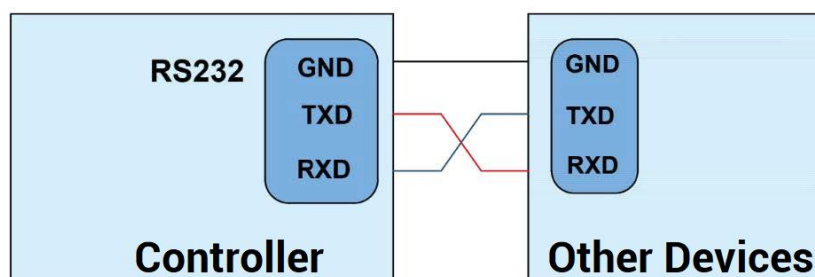 RS232
GND
TXD
RXD
Controller
GND
TXD
RXD
Other Devices